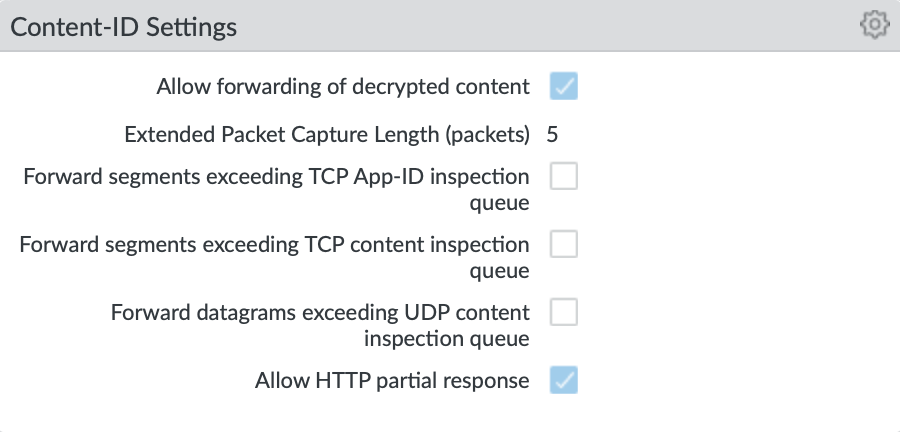 Content-ID Settings
Allow forwarding of decrypted content
Extended Packet Capture Length (packets) 5
Forward segments exceeding TCP App-ID inspection
queue
Forward segments exceeding TCP content inspection
queue
Forward datagrams exceeding UDP content
inspection queue
Allow HTTP partial response